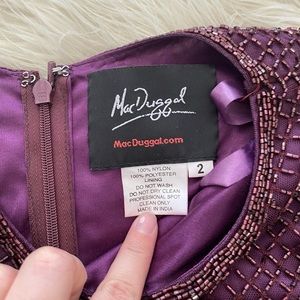 Mac Duggal
MacDuggal.com
2
100% NYLON
100% POLYESTER
LINING
DO NOT WASH
DO NOT DRY CLEAN
PROFESSIONAL SPOT
CLEAN ONLY
MADE IN INDIA